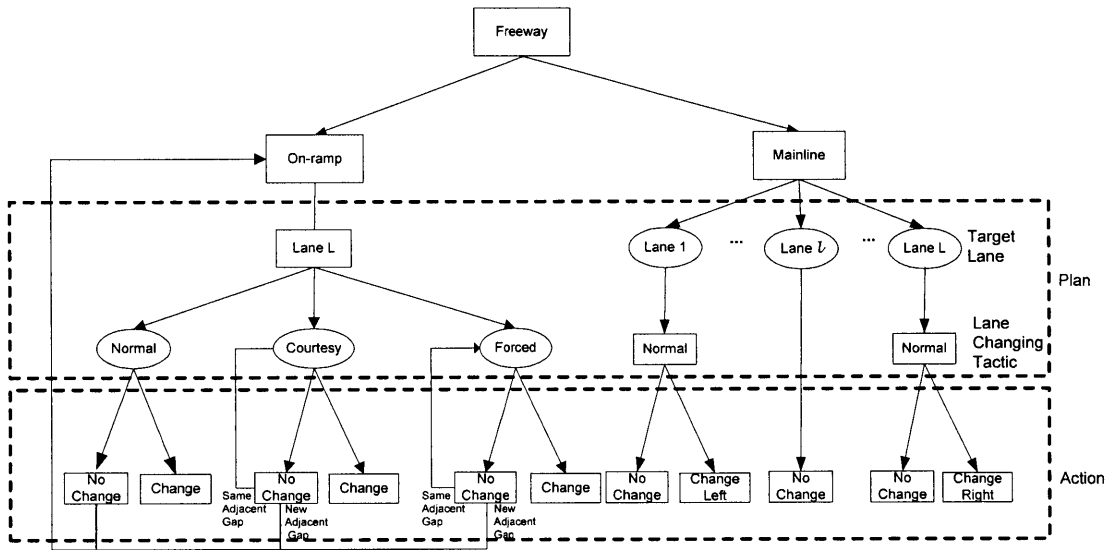 Freeway
On-ramp
Mainline
Lane L
Lane 1
...
Lane l
...
Lane L
Target
Lane
Plan
Normal
Courtesy
Forced
Normal
Normal
Lane
Changing
Tactic
No
Change
Change
No
Change
Change
No
Change
Change
No
Change
Change
Left
No
Change
No
Change
Change
Right
Action
Same
Adjacent
Gap
New
Adjacent
Gap
Same
Adjacent
Gap
New
Adjacent
Gap